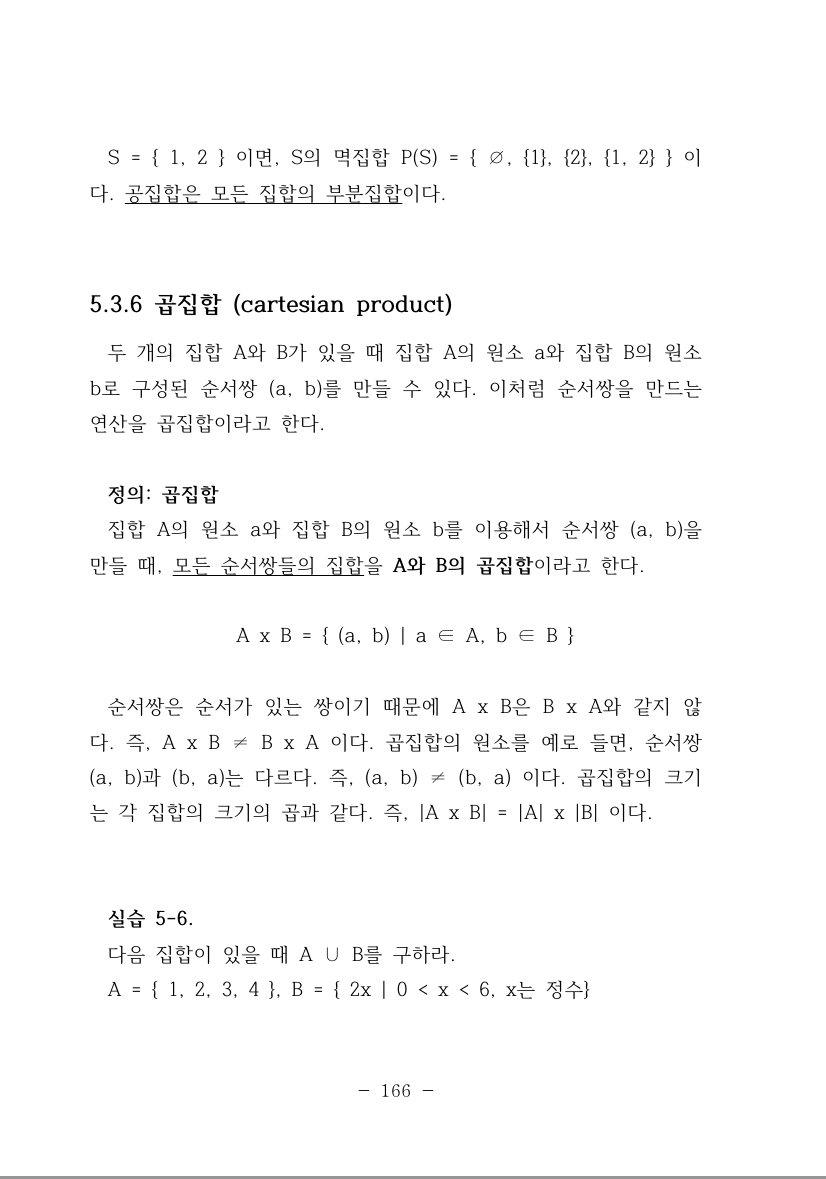 S = { 1, 2 } 이면, S의 멱집합 P(S) = { ∅, {1}, {2}, {1, 2} } 이
다. 공집합은 모든 집합의 부분집합이다.
5.3.6 곱집합 (cartesian product)
두 개의 집합 A와 B가 있을 때 집합 A의 원소 a와 집합 B의 원소
b로 구성된 순서쌍 (a, b)를 만들 수 있다. 이처럼 순서쌍을 만드는
연산을 곱집합이라고 한다.
정의: 곱집합
집합 A의 원소 a와 집합 B의 원소 b를 이용해서 순서쌍 (a, b)을
만들 때, 모든 순서쌍들의 집합을 A와 B의 곱집합이라고 한다.
A x B = { (a, b) | a ∈ A, b ∈ B }
순서쌍은 순서가 있는 쌍이기 때문에 A x B은 B x A와 같지 않
다. 즉, A x B ≠ B x A 이다. 곱집합의 원소를 예로 들면, 순서쌍
(a, b)과 (b, a)는 다르다. 즉, (a, b) ≠ (b, a) 이다. 곱집합의 크기
는 각 집합의 크기의 곱과 같다. 즉, |A x B| = |A| x |B| 이다.
실습 5-6.
다음 집합이 있을 때 A ∪ B를 구하라.
A = { 1, 2, 3, 4 }, B = { 2x | 0 < x < 6, x는 정수}
- 166 -